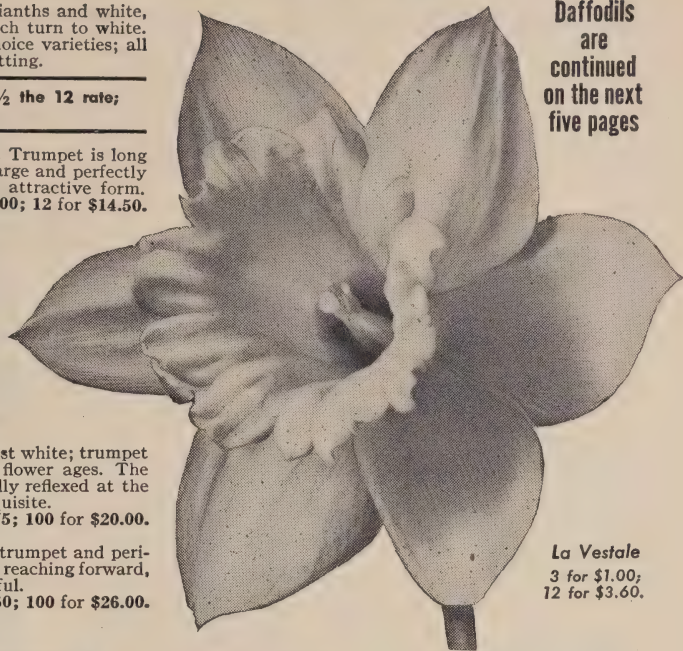 ianths and white,
ch turn to white.
oice varieties; all
tting.
½ the 12 rate;
Trumpet is long
arge and perfectly
attractive form.
00; 12 for $14.50.
st white; trumpet
flower ages. The
lly reflexed at the
uisite.
5; 100 for $20.00.
trumpet and peri-
reaching forward,
ful.
50; 100 for $26.00.
Daffodils
are
continued
on the next
five pages
La Vestale
3 for $1.00;
12 for $3.60.